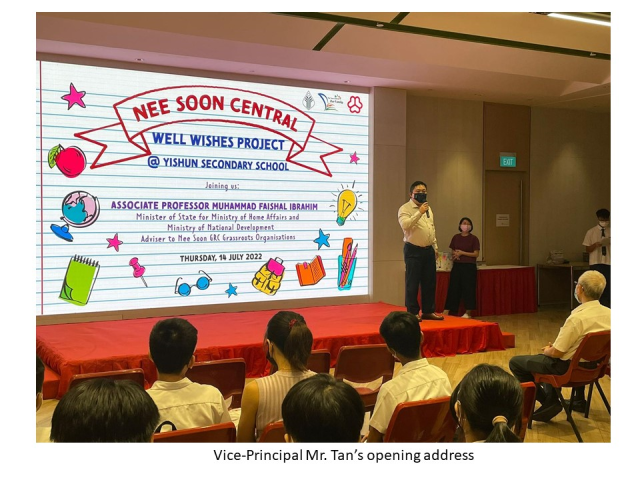 NEE SOON CENTRAL
WELL WISHES PROJECT
@ YISHUN SECONDARY SCHOOL
Joining us:
ASSOCIATE PROFESSOR MUHAMMAD FAISHAL IBRAHIM
Minister of State for Ministry of Home Affairs and
Ministry of National Development
Adviser to Nee Soon GRC Grassroots Organisations
THURSDAY, 14 JULY 2022
EXIT
Vice-Principal Mr. Tan's opening address